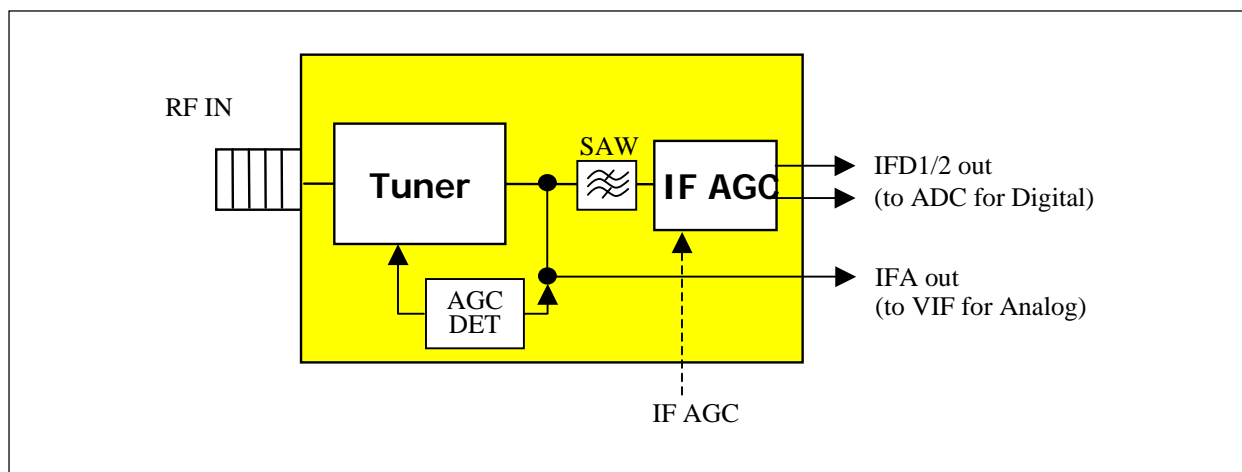 RF IN
Tuner
SAW
IF AGC
IFD1/2 out
(to ADC for Digital)
AGC
DET
IFA out
(to VIF for Analog)
IF AGC